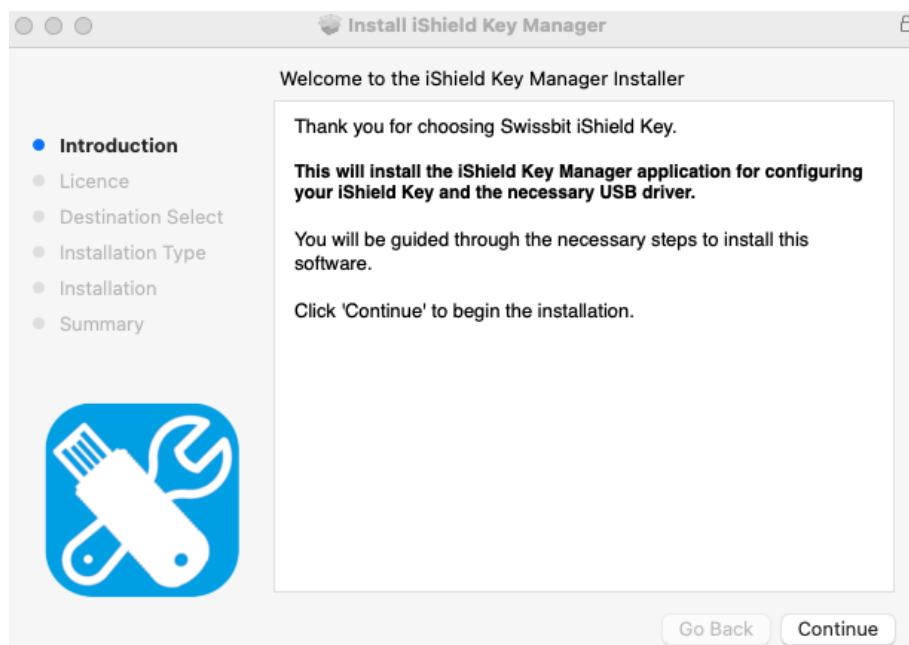 Install iShield Key Manager
Welcome to the iShield Key Manager Installer
Introduction
Licence
Destination Select
Installation Type
Installation
Summary
Thank you for choosing Swissbit iShield Key.
This will install the iShield Key Manager application for configuring
your iShield Key and the necessary USB driver.
You will be guided through the necessary steps to install this
software.
Click 'Continue' to begin the installation.
Go Back
Continue